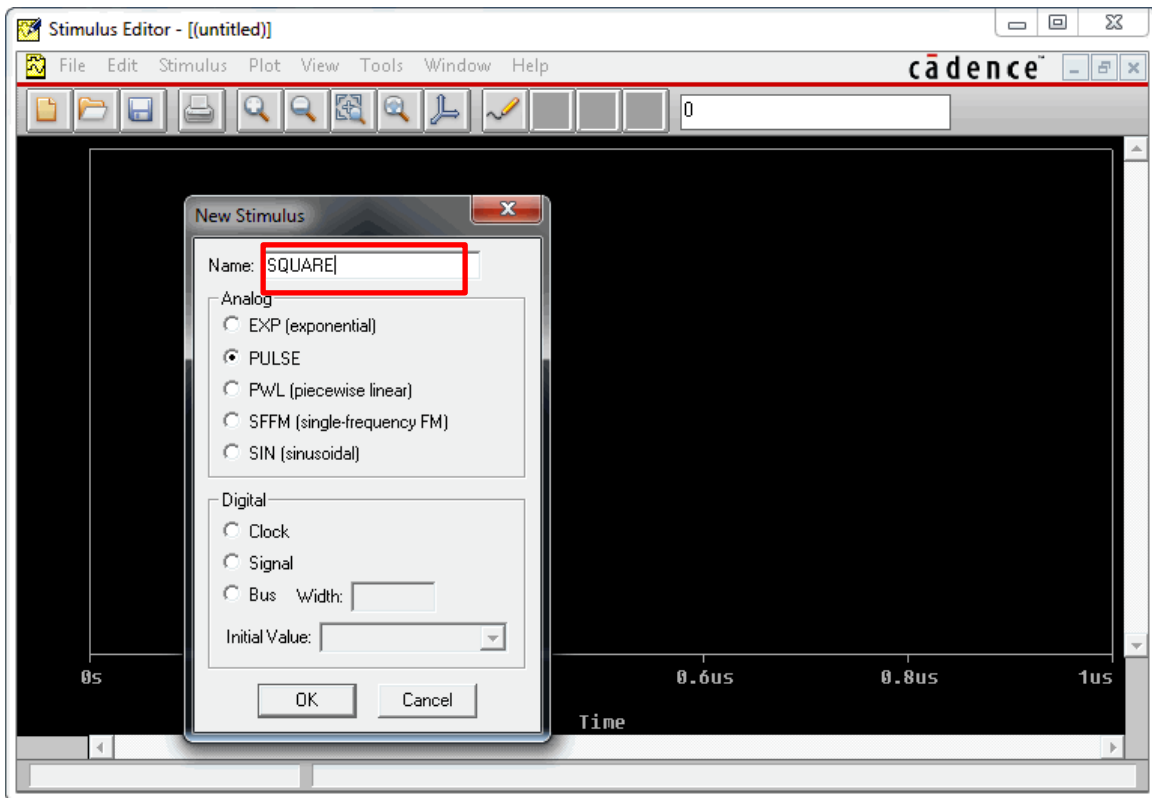 Stimulus Editor - [(untitled)]
File Edit Stimulus Plot View Tools Window Help
cādence™
0
New Stimulus
Name: SQUARE
Analog
EXP (exponential)
PULSE
PWL (piecewise linear)
SFFM (single-frequency FM)
SIN (sinusoidal)
Digital
Clock
Signal
Bus Width:
Initial Value:
OK Cancel
0s 0.6us 0.8us 1us
Time